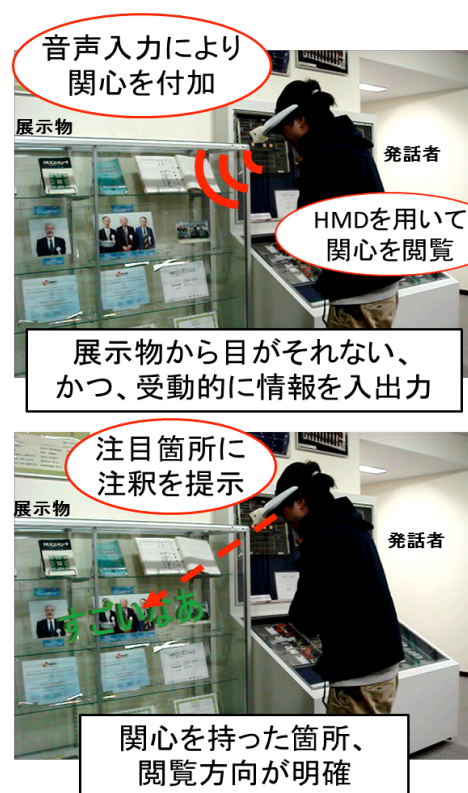 音声入力により
関心を付加
展示物
発話者
HMDを用いて
関心を閲覧
展示物から目がそれない、
かつ、受動的に情報を入出力
注目箇所に
注釈を提示
展示物
発話者
すごいなあ
関心を持った箇所、
閲覧方向が明確